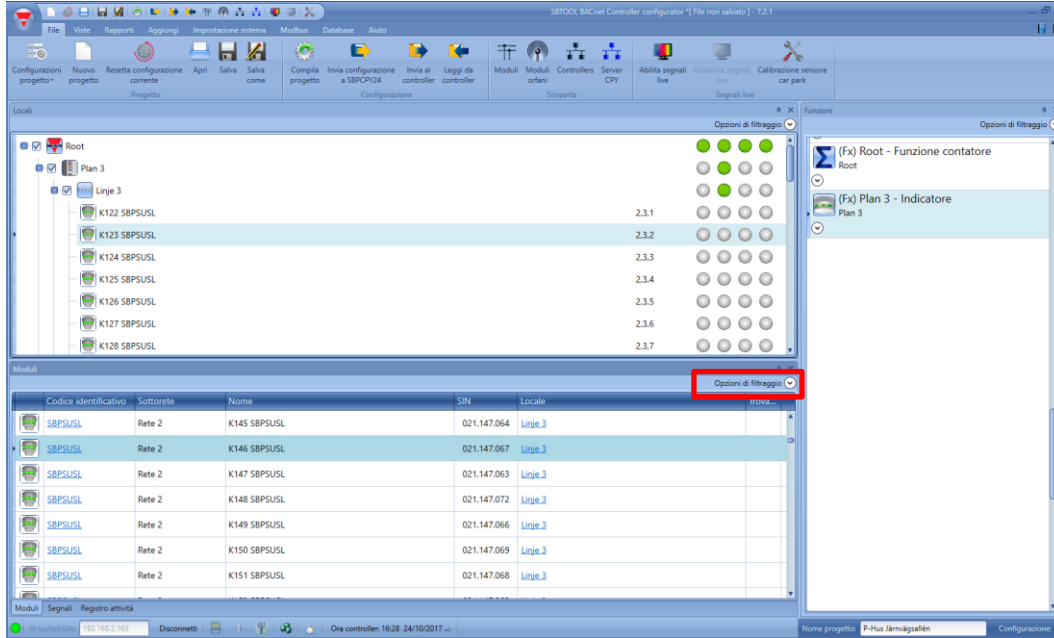 SBTOOL BACnet Controller configurator *[ File non salvato ] - 7.2.1
File Viste Rapporti Aggiungi Impostazione sistema Modbus Database Aiuto
Configurazioni progetto Nuovo progetto Resetta configurazione corrente Apri Salva Salva come Compila progetto Invia configurazione a SBPCPY24 Invia al controller Leggi da controller Moduli Moduli orfani Controllers Server CPY Abilita segnali live Disabilita segnali live Calibrazione sensore car park
Progetto Configurazione Scoperta Segnali live
Locali
Opzioni di filtraggio
Root
Plan 3
Linje 3
K122 SBPSUSL 2.3.1
K123 SBPSUSL 2.3.2
K124 SBPSUSL 2.3.3
K125 SBPSUSL 2.3.4
K126 SBPSUSL 2.3.5
K127 SBPSUSL 2.3.6
K128 SBPSUSL 2.3.7
Funzioni
Opzioni di filtraggio
(Fx) Root - Funzione contatore
Root
(Fx) Plan 3 - Indicatore
Plan 3
Moduli
Opzioni di filtraggio
Codice identificativo Sottorete Nome SIN Locale Trova...
SBPSUSL Rete 2 K145 SBPSUSL 021.147.064 Linje 3
SBPSUSL Rete 2 K146 SBPSUSL 021.147.067 Linje 3
SBPSUSL Rete 2 K147 SBPSUSL 021.147.063 Linje 3
SBPSUSL Rete 2 K148 SBPSUSL 021.147.072 Linje 3
SBPSUSL Rete 2 K149 SBPSUSL 021.147.066 Linje 3
SBPSUSL Rete 2 K150 SBPSUSL 021.147.069 Linje 3
SBPSUSL Rete 2 K151 SBPSUSL 021.147.068 Linje 3
Moduli Segnali Registro attività
192.168.2.163 Disconnetti Ora controller: 16:28 24/10/2017 ...
Nome progetto: P-Hus Järnvägsallén Configurazione: